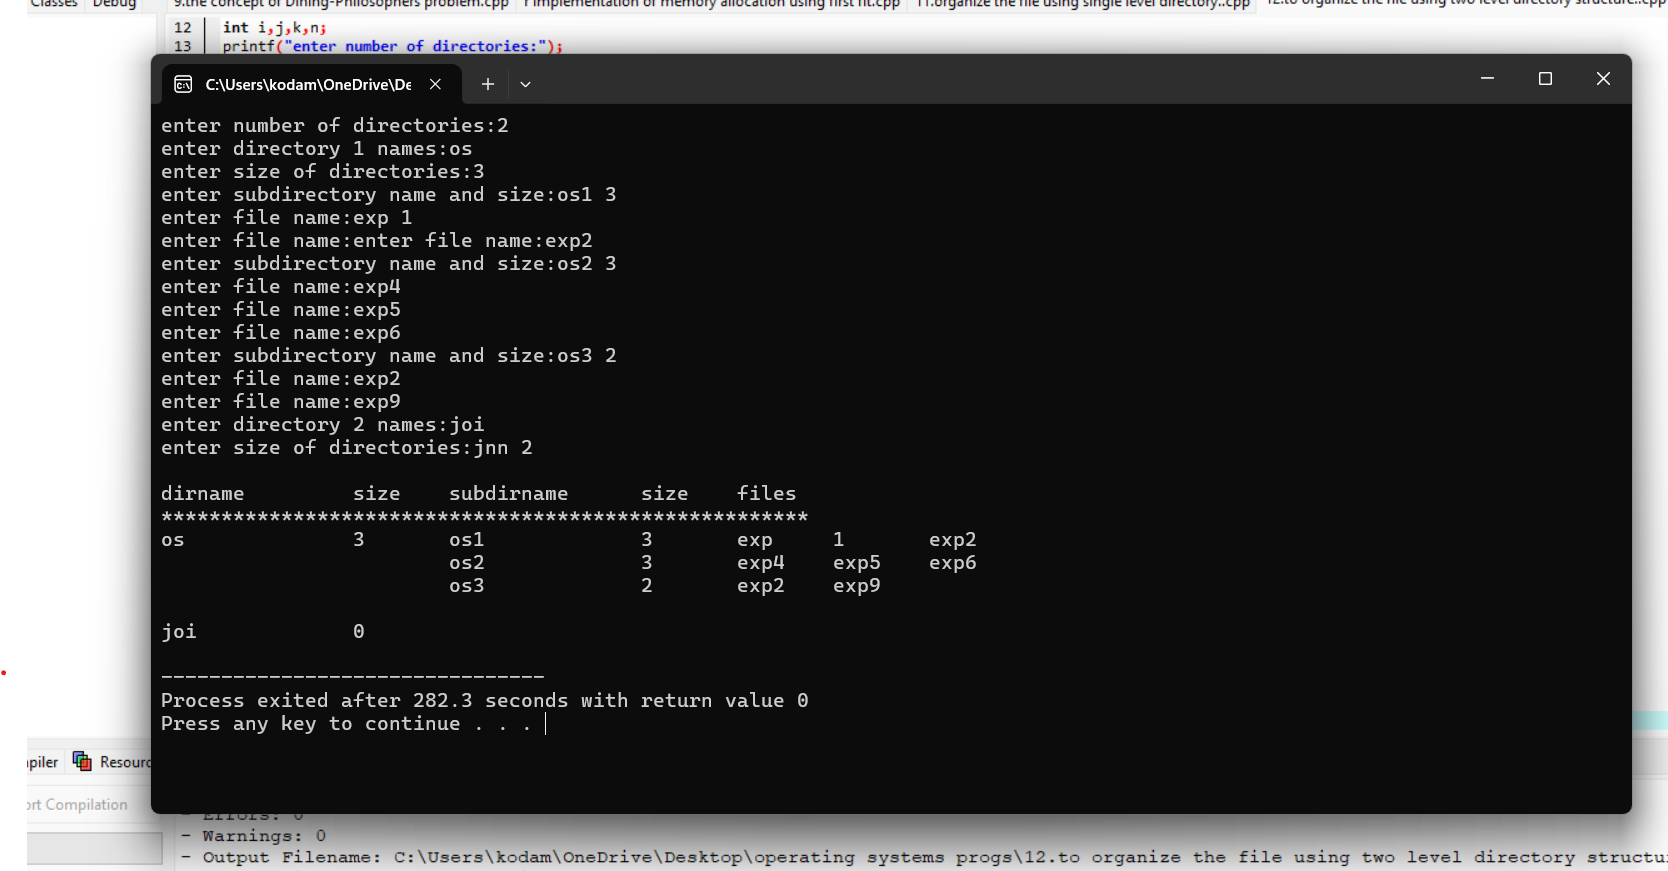 Classes Debug 9.the concept of Dining-Philosophers problem.cpp implementation of memory allocation using first fit.cpp 11.organize the file using single level directory..cpp 12.to organize the file using two level directory structure..cpp
12 int i,j,k,n;
13 printf("enter number of directories:");
C:\Users\kodam\OneDrive\De
enter number of directories:2
enter directory 1 names:os
enter size of directories:3
enter subdirectory name and size:os1 3
enter file name:exp 1
enter file name:enter file name:exp2
enter subdirectory name and size:os2 3
enter file name:exp4
enter file name:exp5
enter file name:exp6
enter subdirectory name and size:os3 2
enter file name:exp2
enter file name:exp9
enter directory 2 names:joi
enter size of directories:jnn 2
dirname size subdirname size files
******************************************************
os 3 os1 3 exp 1 exp2
os2 3 exp4 exp5 exp6
os3 2 exp2 exp9
joi 0
--------------------------------
Process exited after 282.3 seconds with return value 0
Press any key to continue . . .
piler Resourc
ort Compilation
- Errors: 0
- Warnings: 0
- Output Filename: C:\Users\kodam\OneDrive\Desktop\operating systems progs\12.to organize the file using two level directory structu